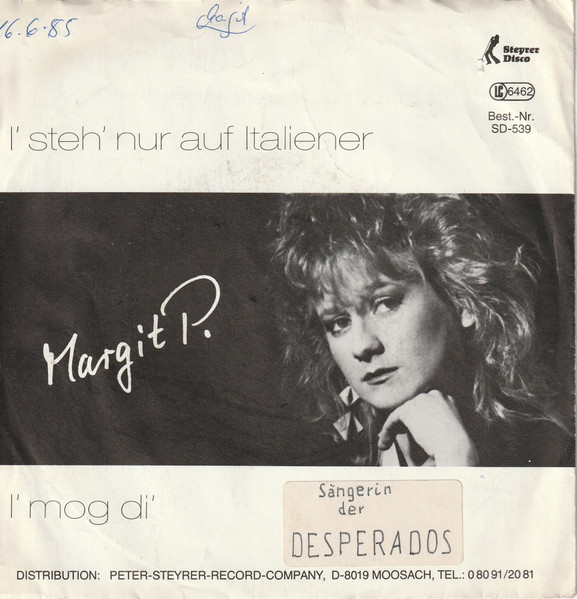 16.6.85
Margit
Steyrer
Disco
LC 6462
Best.-Nr.
SD-539
I' steh' nur auf Italiener
Margit P.
I' mog di'
Sängerin
der
DESPERADOS
DISTRIBUTION: PETER-STEYRER-RECORD-COMPANY, D-8019 MOOSACH, TEL.: 0 80 91/20 81